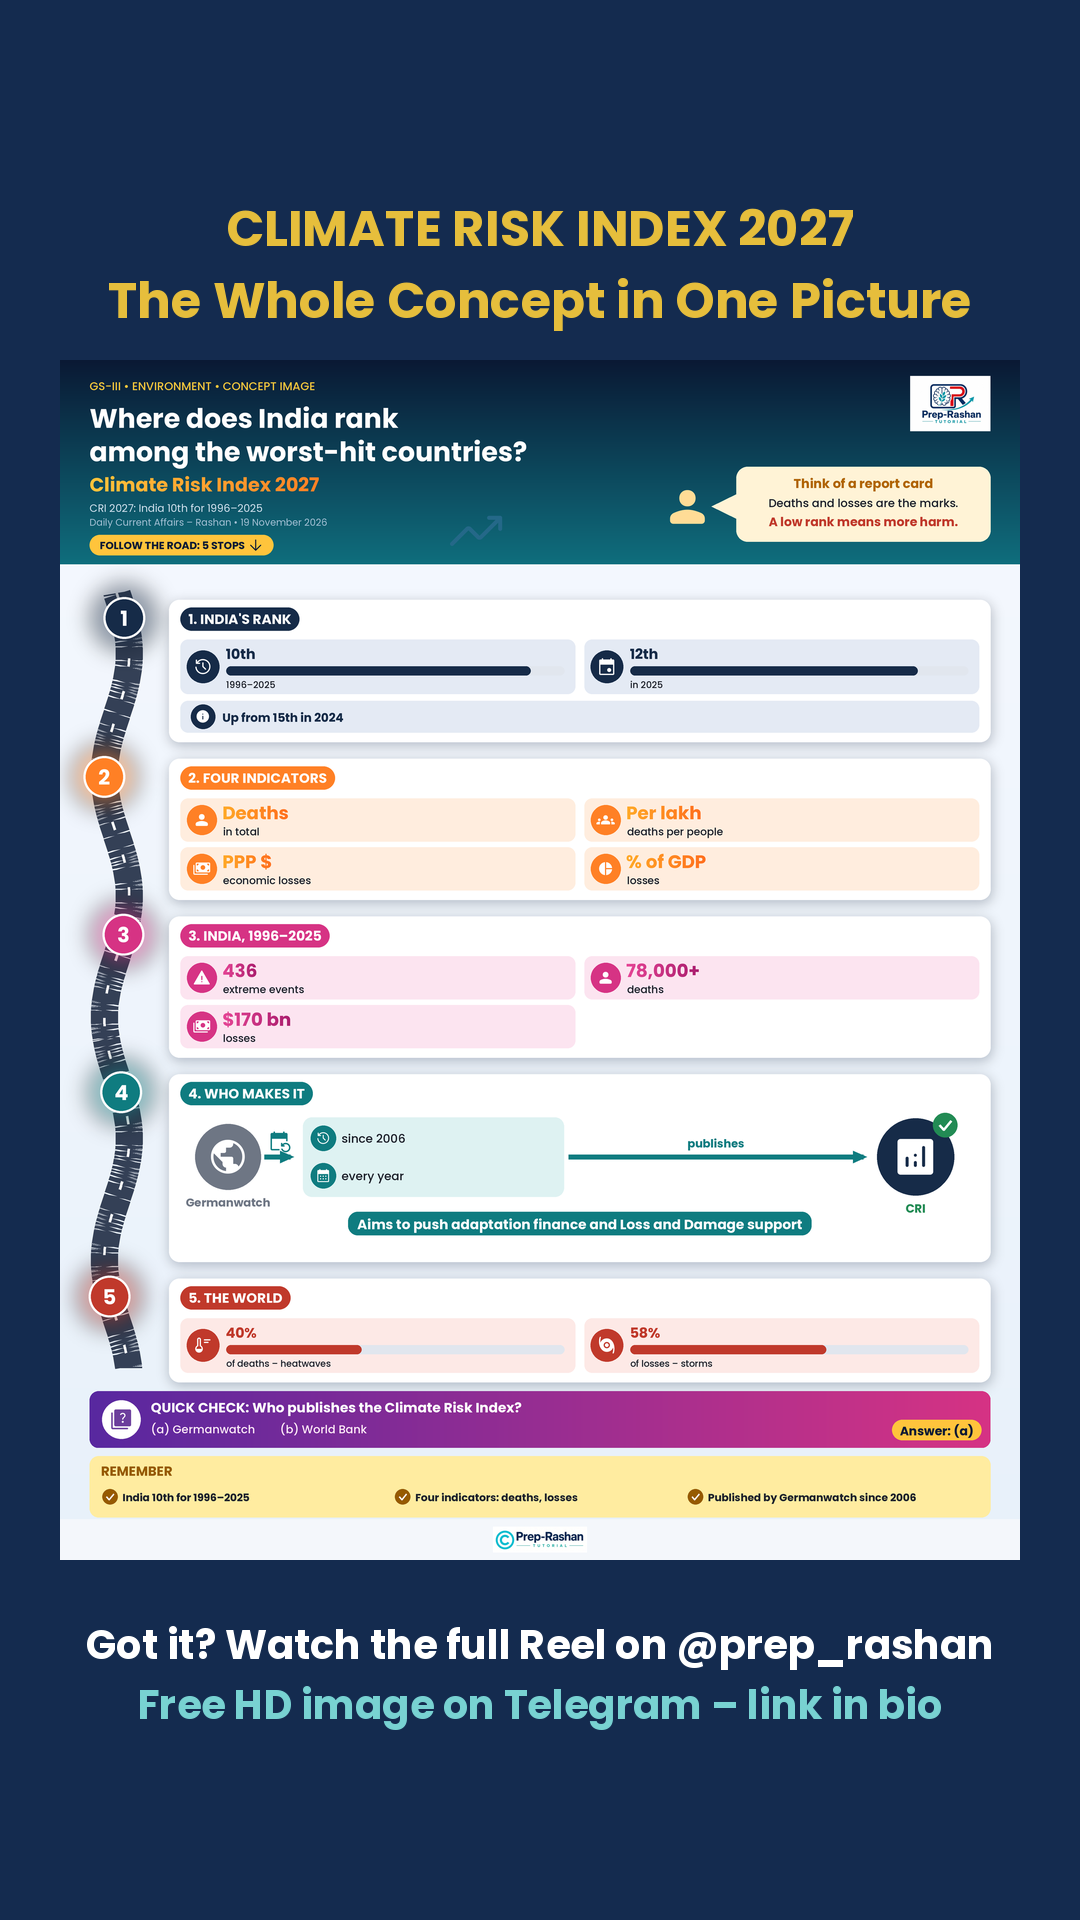 CLIMATE RISK INDEX 2027
The Whole Concept in One Picture
GS-III • ENVIRONMENT • CONCEPT IMAGE
Where does India rank
among the worst-hit countries?
Climate Risk Index 2027
CRI 2027: India 10th for 1996–2025
Daily Current Affairs – Rashan • 19 November 2026
FOLLOW THE ROAD: 5 STOPS
Prep-Rashan
TUTORIAL
Think of a report card
Deaths and losses are the marks.
A low rank means more harm.
1
1. INDIA'S RANK
10th
1996–2025
12th
in 2025
Up from 15th in 2024
2
2. FOUR INDICATORS
Deaths
in total
Per lakh
deaths per people
PPP $
economic losses
% of GDP
losses
3
3. INDIA, 1996–2025
436
extreme events
78,000+
deaths
$170 bn
losses
4
4. WHO MAKES IT
Germanwatch
since 2006
every year
publishes
CRI
Aims to push adaptation finance and Loss and Damage support
5
5. THE WORLD
40%
of deaths – heatwaves
58%
of losses – storms
QUICK CHECK: Who publishes the Climate Risk Index?
(a) Germanwatch (b) World Bank
Answer: (a)
REMEMBER
India 10th for 1996–2025
Four indicators: deaths, losses
Published by Germanwatch since 2006
© Prep-Rashan
TUTORIAL
Got it? Watch the full Reel on @prep_rashan
Free HD image on Telegram – link in bio